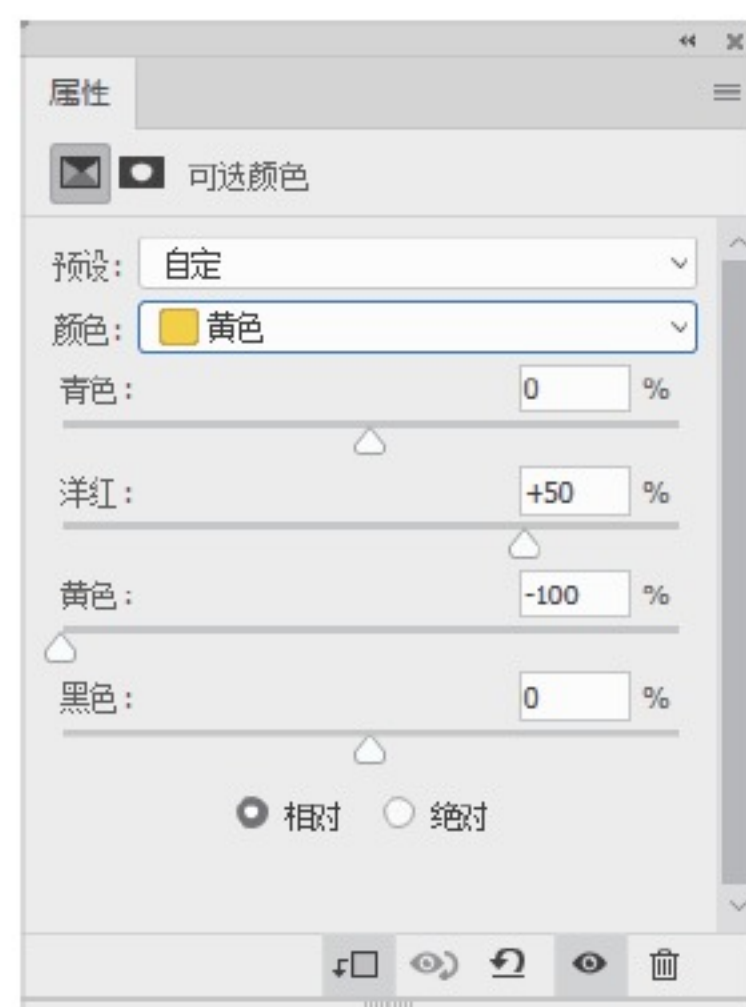 属性
可选颜色
预设: 自定
颜色: 黄色
青色: 0 %
洋红: +50 %
黄色: -100 %
黑色: 0 %
相对 绝对